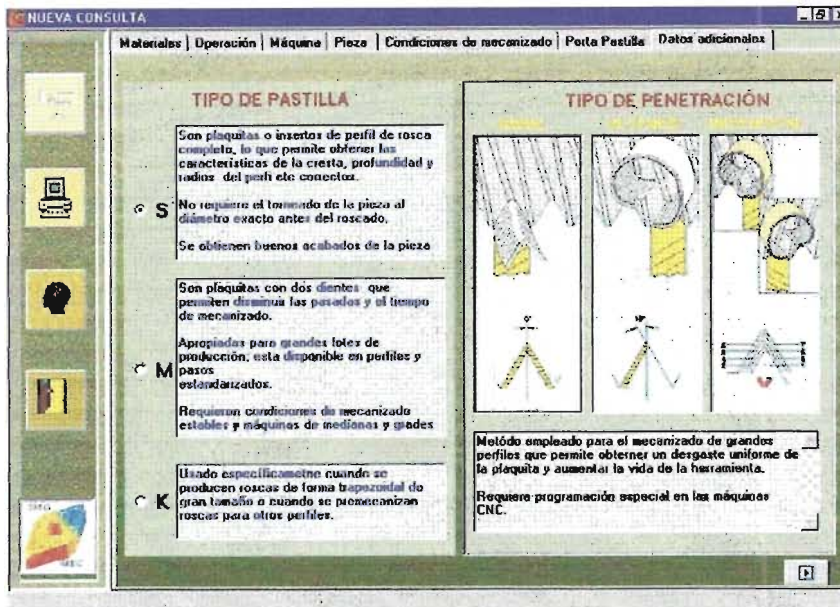 NUEVA CONSULTA
Materiales | Operación | Máquina | Pieza | Condiciones de mecanizado | Porta Pastilla | Datos adicionales
TIPO DE PASTILLA
S
Son plaquitas o insertos de perfil de rosca
completo, lo que permite obtener las
características de la cresta, profundidad y
radios del perfi ete conectos.
No requiere el torneado de la pieza al
diámetro exacto antes del roscado.
Se obtienen buenos acabados de la pieza
M
Son plaquitas con dos dientes que
permiten disminuir las pasadas y el tiempo
de mecanizado.
Apropiadas para grandes lotes de
producción, esta disponible en perfiles y
pasos
estandarizados.
Requieren condiciones de mecanizado
estables y máquinas de medianas y grades
K
Usado específicametne cuando se
producen roscas de forma trapezoidal de
gran tamaño o cuando se premecanizan
roscas para otros perfiles.
TIPO DE PENETRACIÓN
Metódo empleado para el mecanizado de grandes
perfiles que permite obterner un desgaste uniforme de
la plaquita y aumentar la vida de la herramienta.
Requiere programación especial en las máquinas
CNC.